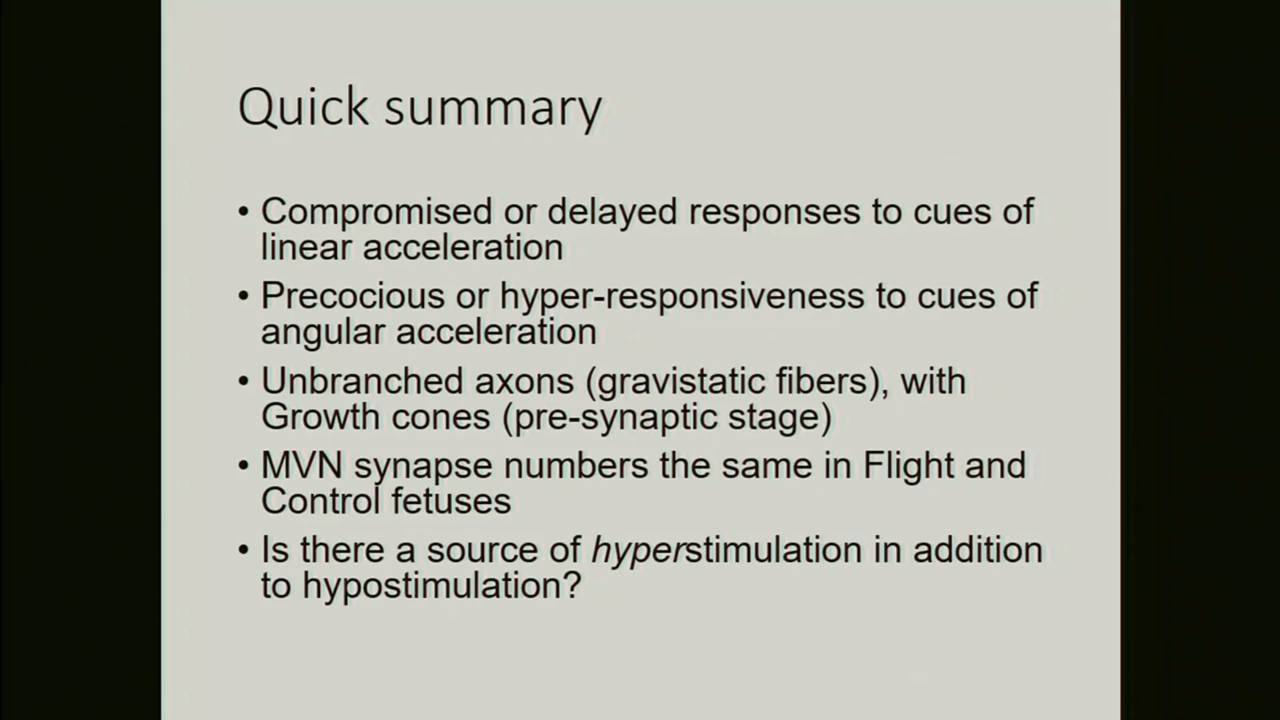 Quick summary
• Compromised or delayed responses to cues of
linear acceleration
• Precocious or hyper-responsiveness to cues of
angular acceleration
• Unbranched axons (gravistatic fibers), with
Growth cones (pre-synaptic stage)
• MVN synapse numbers the same in Flight and
Control fetuses
• Is there a source of hyperstimulation in addition
to hypostimulation?